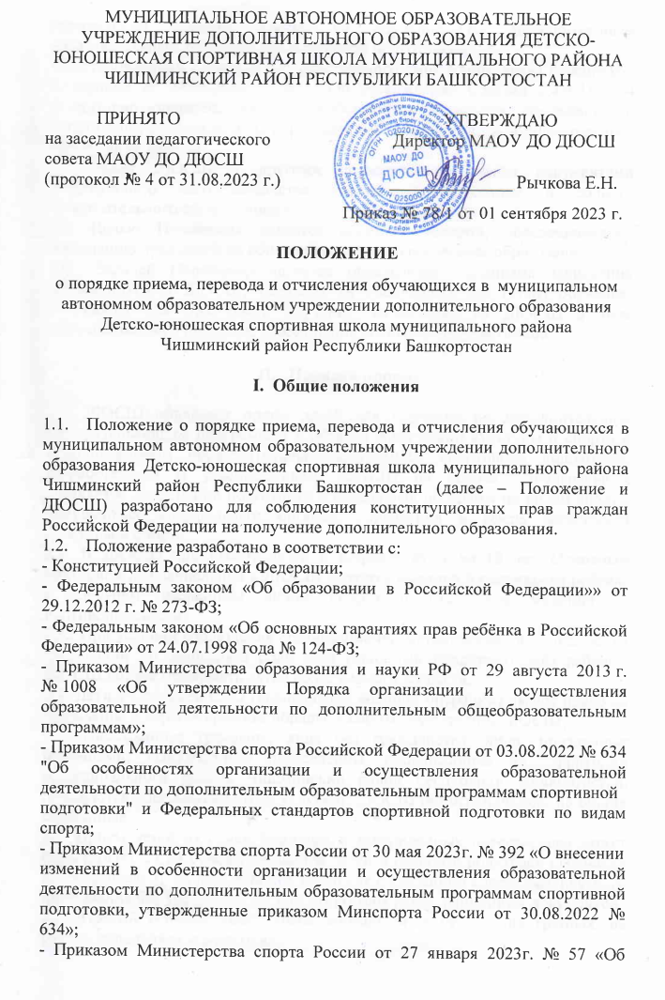 МУНИЦИПАЛЬНОЕ АВТОНОМНОЕ ОБРАЗОВАТЕЛЬНОЕ
УЧРЕЖДЕНИЕ ДОПОЛНИТЕЛЬНОГО ОБРАЗОВАНИЯ ДЕТСКО-
ЮНОШЕСКАЯ СПОРТИВНАЯ ШКОЛА МУНИЦИПАЛЬНОГО РАЙОНА
ЧИШМИНСКИЙ РАЙОН РЕСПУБЛИКИ БАШКОРТОСТАН
ПРИНЯТО
на заседании педагогического
совета МАОУ ДО ДЮСШ
(протокол № 4 от 31.08.2023 г.)
УТВЕРЖДАЮ
Директор МАОУ ДО ДЮСШ
Рычкова Е.Н.
Приказ № 78/1 от 01 сентября 2023 г.
МАОУ ДО
ДЮСШ
ПОЛОЖЕНИЕ
о порядке приема, перевода и отчисления обучающихся в муниципальном
автономном образовательном учреждении дополнительного образования
Детско-юношеская спортивная школа муниципального района
Чишминский район Республики Башкортостан
I. Общие положения
1.1. Положение о порядке приема, перевода и отчисления обучающихся в
муниципальном автономном образовательном учреждении дополнительного
образования Детско-юношеская спортивная школа муниципального района
Чишминский район Республики Башкортостан (далее – Положение и
ДЮСШ) разработано для соблюдения конституционных прав граждан
Российской Федерации на получение дополнительного образования.
1.2. Положение разработано в соответствии с:
- Конституцией Российской Федерации;
- Федеральным законом «Об образовании в Российской Федерации»» от
29.12.2012 г. № 273-ФЗ;
- Федеральным законом «Об основных гарантиях прав ребёнка в Российской
Федерации» от 24.07.1998 года № 124-ФЗ;
- Приказом Министерства образования и науки РФ от 29 августа 2013 г.
№ 1008 «Об утверждении Порядка организации и осуществления
образовательной деятельности по дополнительным общеобразовательным
программам»;
- Приказом Министерства спорта Российской Федерации от 03.08.2022 № 634
"Об особенностях организации и осуществления образовательной
деятельности по дополнительным образовательным программам спортивной
подготовки" и Федеральных стандартов спортивной подготовки по видам
спорта;
- Приказом Министерства спорта России от 30 мая 2023г. № 392 «О внесении
изменений в особенности организации и осуществления образовательной
деятельности по дополнительным образовательным программам спортивной
подготовки, утвержденные приказом Минспорта России от 30.08.2022 №
634»;
- Приказом Министерства спорта России от 27 января 2023г. № 57 «Об